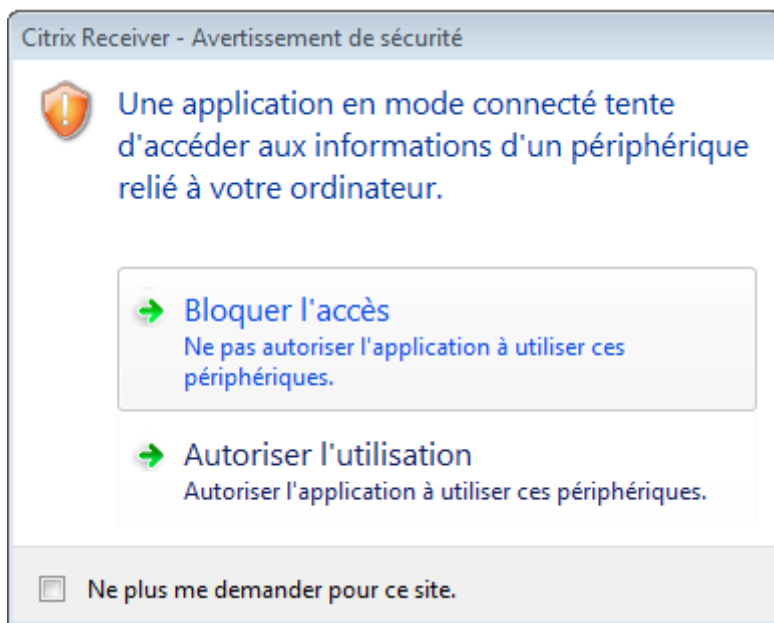 Citrix Receiver - Avertissement de sécurité
Une application en mode connecté tente
d'accéder aux informations d'un périphérique
relié à votre ordinateur.
Bloquer l'accès
Ne pas autoriser l'application à utiliser ces
périphériques.
Autoriser l'utilisation
Autoriser l'application à utiliser ces périphériques.
Ne plus me demander pour ce site.